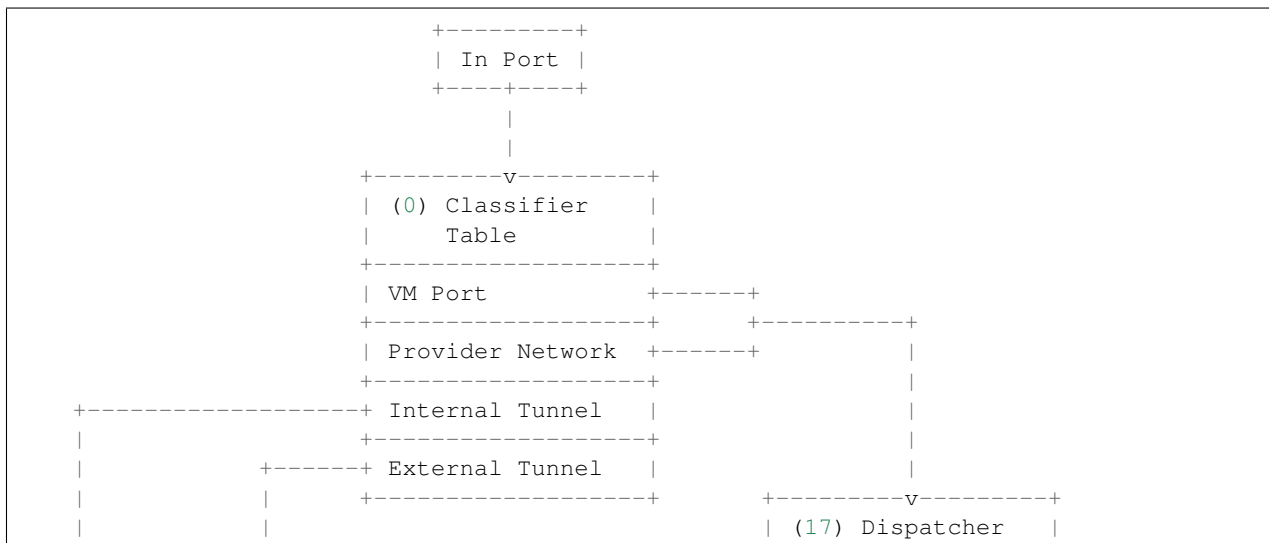 +---------+
| In Port |
+----+----+
|
|
+---------v---------+
| (0) Classifier    |
|     Table         |
+-------------------+
| VM Port           +------+
+-------------------+      +----------+
| Provider Network  +------+          |
+-------------------+                 |
+-------------------+ Internal Tunnel   |                 |
|                   +-------------------+                 |
|            +------+ External Tunnel   |                 |
|            |      +-------------------+       +---------v---------+
|            |                                  | (17) Dispatcher   |